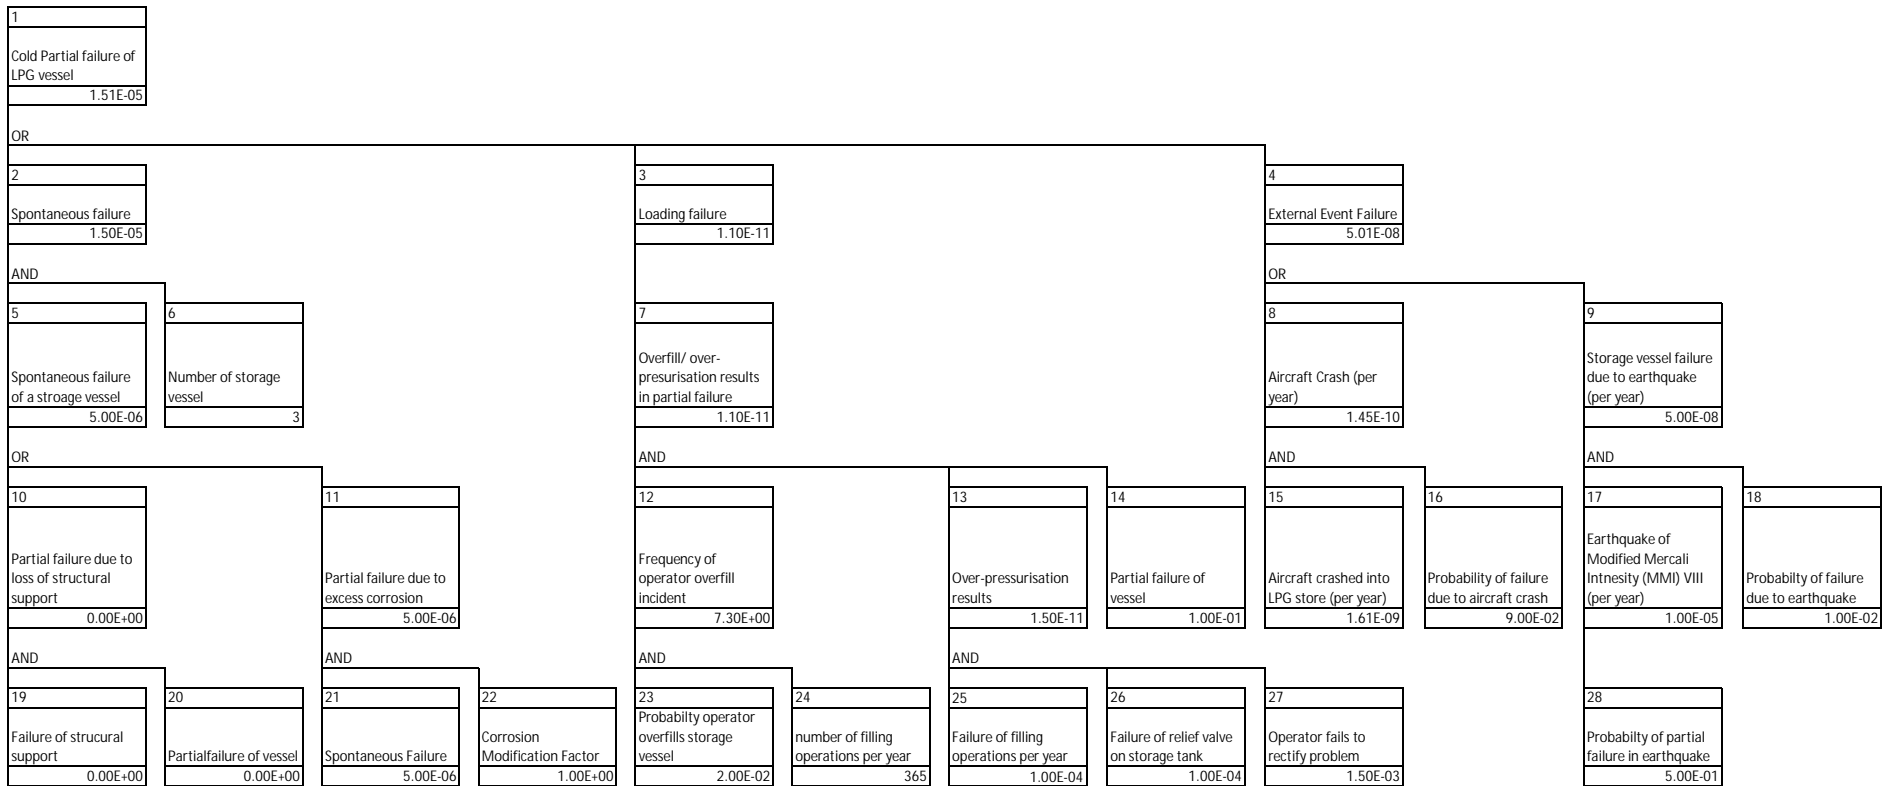 1
Cold Partial failure of
LPG vessel
1.51E-05
OR
2
Spontaneous failure
1.50E-05
3
Loading failure
1.10E-11
4
External Event Failure
5.01E-08
AND
OR
5
Spontaneous failure
of a stroage vessel
5.00E-06
6
Number of storage
vessel
3
7
Overfill/ over-
presurisation results
in partial failure
1.10E-11
8
Aircraft Crash (per
year)
1.45E-10
9
Storage vessel failure
due to earthquake
(per year)
5.00E-08
OR
AND
AND
AND
10
Partial failure due to
loss of structural
support
0.00E+00
11
Partial failure due to
excess corrosion
5.00E-06
12
Frequency of
operator overfill
incident
7.30E+00
13
Over-pressurisation
results
1.50E-11
14
Partial failure of
vessel
1.00E-01
15
Aircraft crashed into
LPG store (per year)
1.61E-09
16
Probability of failure
due to aircraft crash
9.00E-02
17
Earthquake of
Modified Mercali
Intnesity (MMI) VIII
(per year)
1.00E-05
18
Probabilty of failure
due to earthquake
1.00E-02
AND
AND
AND
AND
19
Failure of strucural
support
0.00E+00
20
Partialfailure of vessel
0.00E+00
21
Spontaneous Failure
5.00E-06
22
Corrosion
Modification Factor
1.00E+00
23
Probabilty operator
overfills storage
vessel
2.00E-02
24
number of filling
operations per year
365
25
Failure of filling
operations per year
1.00E-04
26
Failure of relief valve
on storage tank
1.00E-04
27
Operator fails to
rectify problem
1.50E-03
28
Probabilty of partial
failure in earthquake
5.00E-01